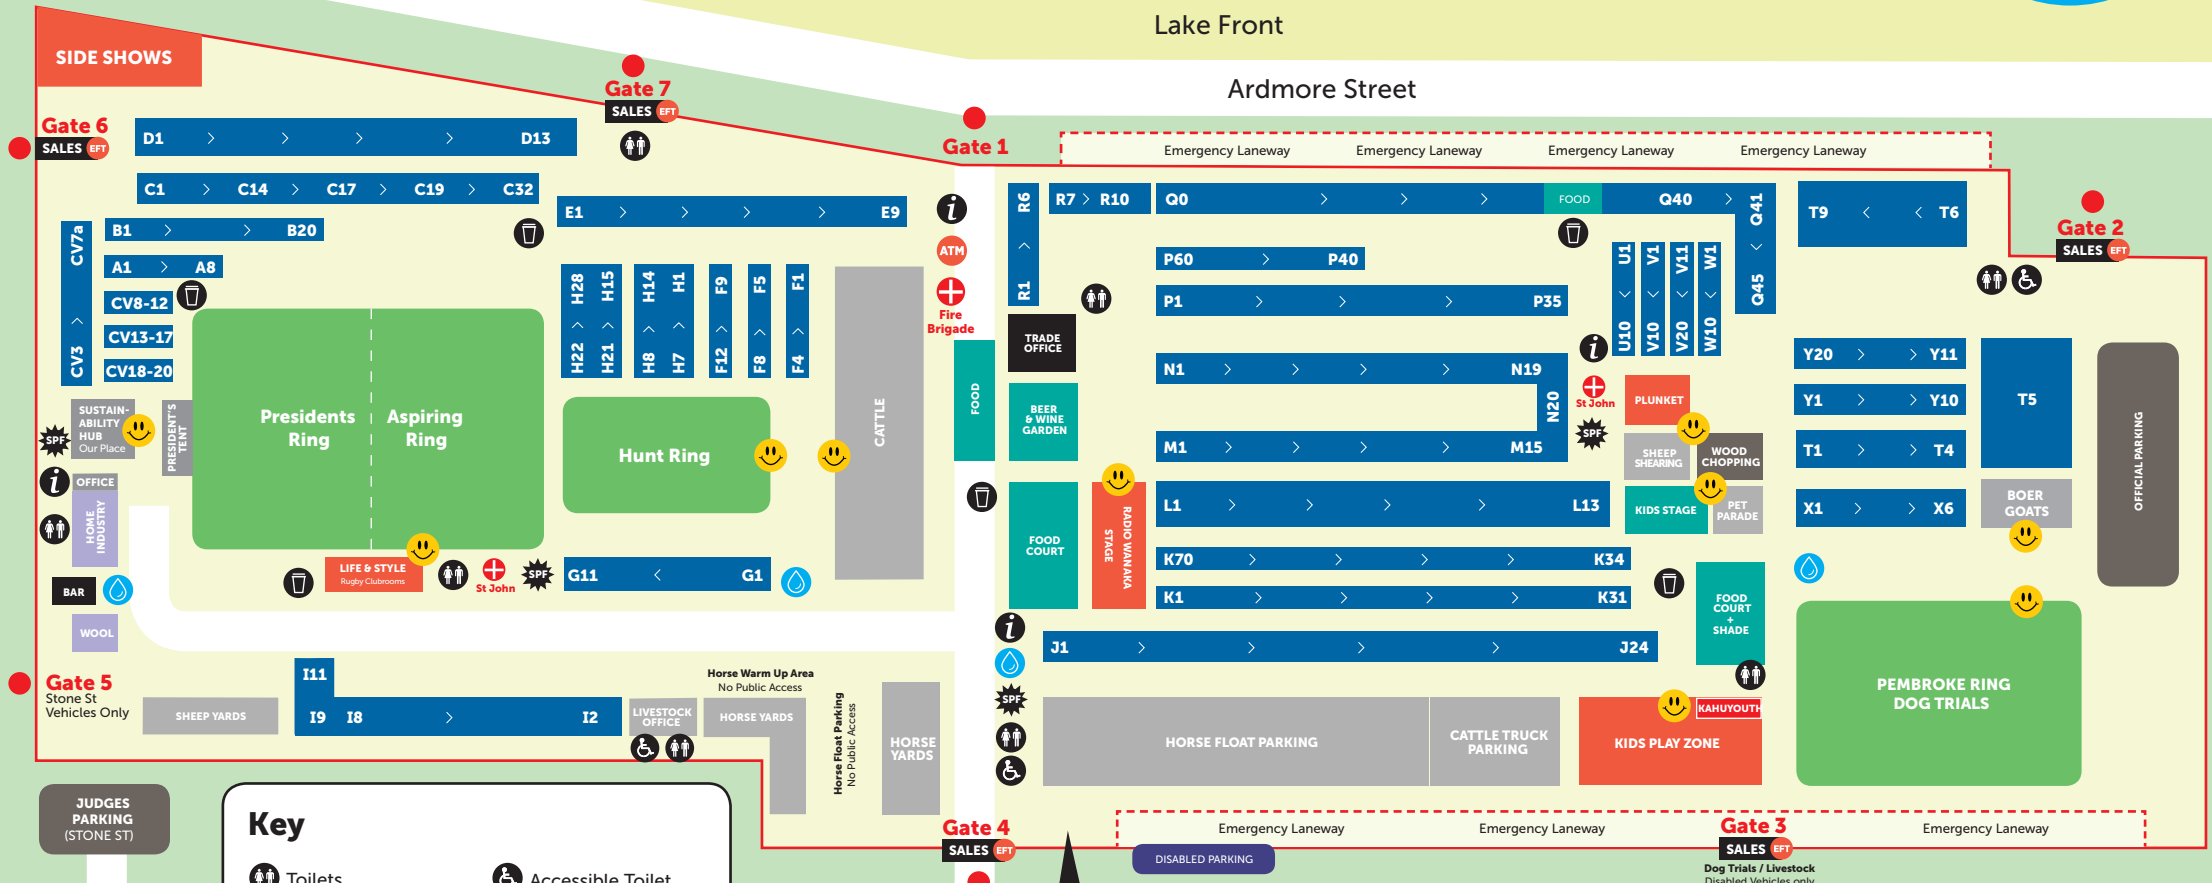 Lake Front
Ardmore Street
SIDE SHOWS
Gate 7
SALES EFT
Gate 6
SALES EFT
Gate 1
Emergency Laneway Emergency Laneway Emergency Laneway Emergency Laneway
D1 D13
C1 C14 C17 C19 C32
B1 B20
A1 A8
CV7a
CV3
CV8-12
CV13-17
CV18-20
E1 E9
H28 H22
H15 H21
H14 H8
H1 H7
F9 F12
F5 F8
F1 F4
ATM
Fire
Brigade
CATTLE
FOOD
R6
R1
R7 R10
Q0 FOOD Q40
Q41
Q45
T9 T6
Gate 2
SALES EFT
P60 P40
P1 P35
U1 U10
V1 V10
V11 V20
W1 W10
TRADE
OFFICE
N1 N19
N20
M1 M15
St John
SPF
PLUNKET
Y20 Y11
Y1 Y10
T1 T4
X1 X6
T5
OFFICIAL PARKING
BOER
GOATS
SHEEP
SHEARING
WOOD
CHOPPING
KIDS STAGE
PET
PARADE
BEER
& WINE
GARDEN
FOOD
COURT
RADIO WANAKA
STAGE
L1 L13
K70 K34
K1 K31
J1 J24
FOOD
COURT
+
SHADE
SUSTAIN-
ABILITY
HUB
Our Place
SPF
PRESIDENT'S
TENT
Presidents
Ring
Aspiring
Ring
Hunt Ring
OFFICE
HOME
INDUSTRY
BAR
WOOL
LIFE & STYLE
Rugby Clubrooms
St John
SPF
G11 G1
Gate 5
Stone St
Vehicles Only
SHEEP YARDS
I11
I9 I8 I2
LIVESTOCK
OFFICE
Horse Warm Up Area
No Public Access
HORSE YARDS
Horse Float Parking
No Public Access
HORSE
YARDS
SPF
HORSE FLOAT PARKING
CATTLE TRUCK
PARKING
KAHUYOUTH
KIDS PLAY ZONE
PEMBROKE RING
DOG TRIALS
JUDGES
PARKING
(STONE ST)
Key
Toilets
Accessible Toilet
Gate 4
SALES EFT
Emergency Laneway Emergency Laneway Emergency Laneway
DISABLED PARKING
Gate 3
SALES EFT
Dog Trials / Livestock
Disabled Vehicles only